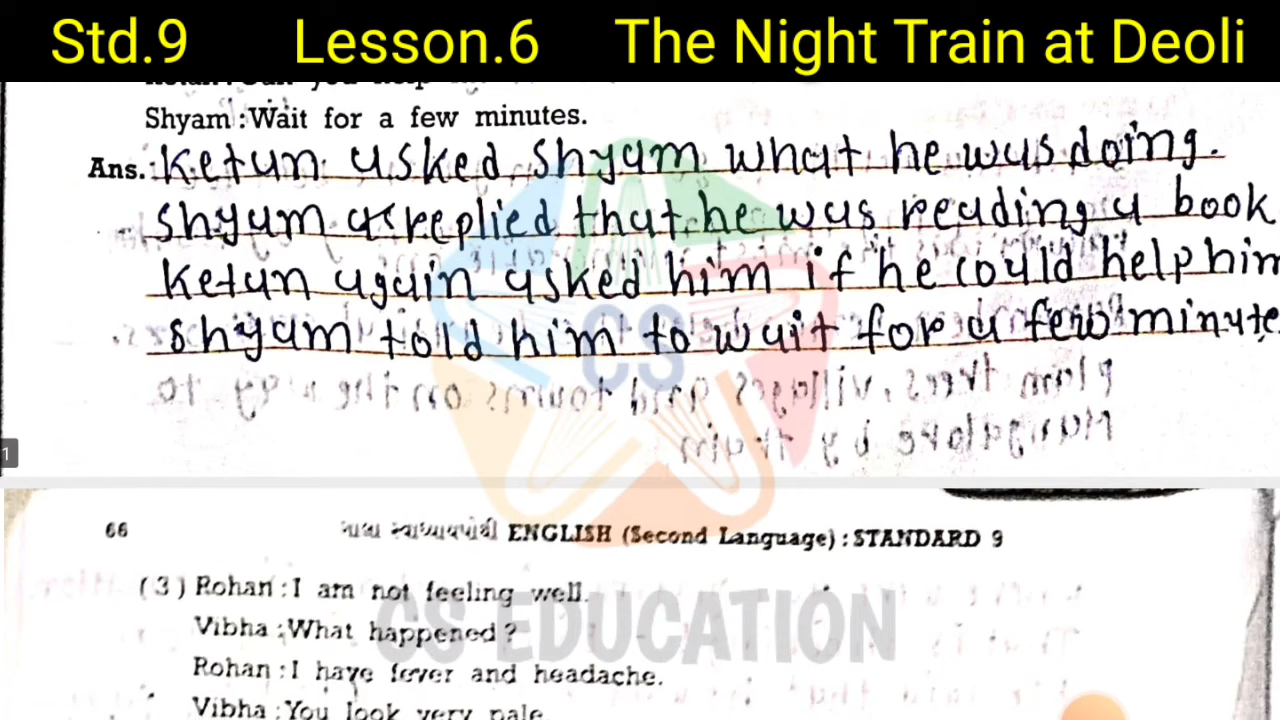 Std.9 Lesson.6 The Night Train at Deoli
Shyam : Wait for a few minutes.
Ans. : Ketan asked Shyam what he was doing.
Shyam replied that he was reading a book
Ketan again asked him if he could help him
Shyam told him to wait for a few minute
CS
1
66 ENGLISH (Second Language) : STANDARD 9
(3) Rohan : I am not feeling well.
Vibha : What happened ?
Rohan : I have fever and headache.
Vibha : You look very pale.
CS EDUCATION